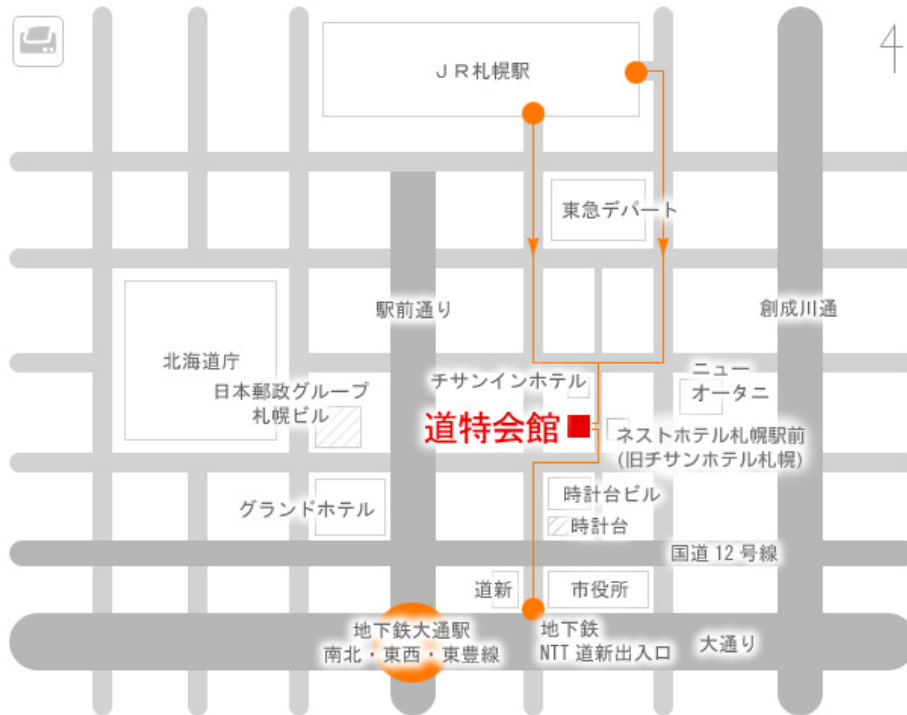 JR札幌駅
東急デパート
駅前通り
創成川通
北海道庁
日本郵政グループ
札幌ビル
チサンインホテル
ニュー
オータニ
道特会館
ネストホテル札幌駅前
(旧チサンホテル札幌)
グランドホテル
時計台ビル
時計台
国道12号線
道新
市役所
地下鉄大通駅
南北・東西・東豊線
地下鉄
NTT道新出入口
大通り